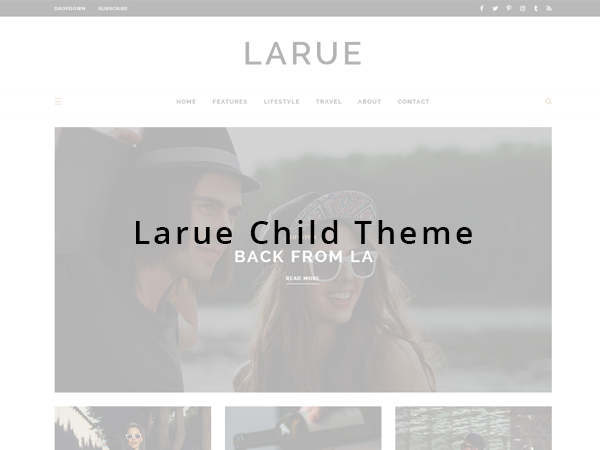 DROPDOWN SUBSCRIBE
LARUE
HOME FEATURES LIFESTYLE TRAVEL ABOUT CONTACT
Larue Child Theme
BACK FROM LA
READ MORE